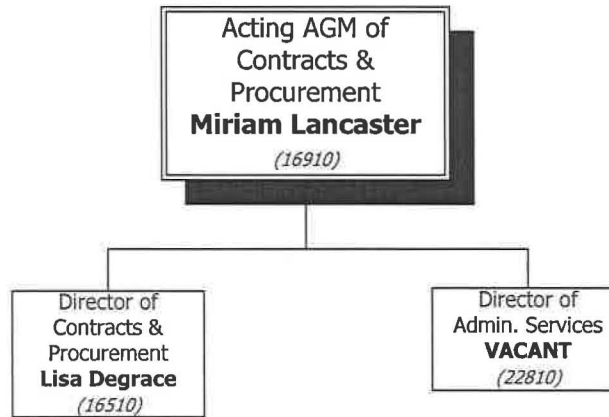 Acting AGM of
Contracts &
Procurement
Miriam Lancaster
(16910)
Director of
Contracts &
Procurement
Lisa Degrace
(16510)
Director of
Admin. Services
VACANT
(22810)